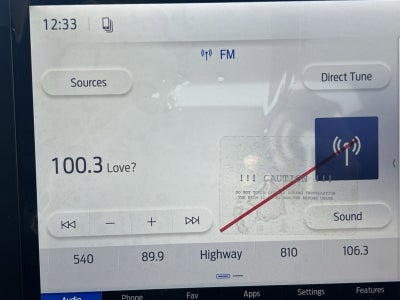 12:33
FM
Sources
Direct Tune
100.3 Love?
!!! CAUTION !!!
Sound
540 89.9 Highway 810 106.3
Audio Phone Fav Apps Settings Features